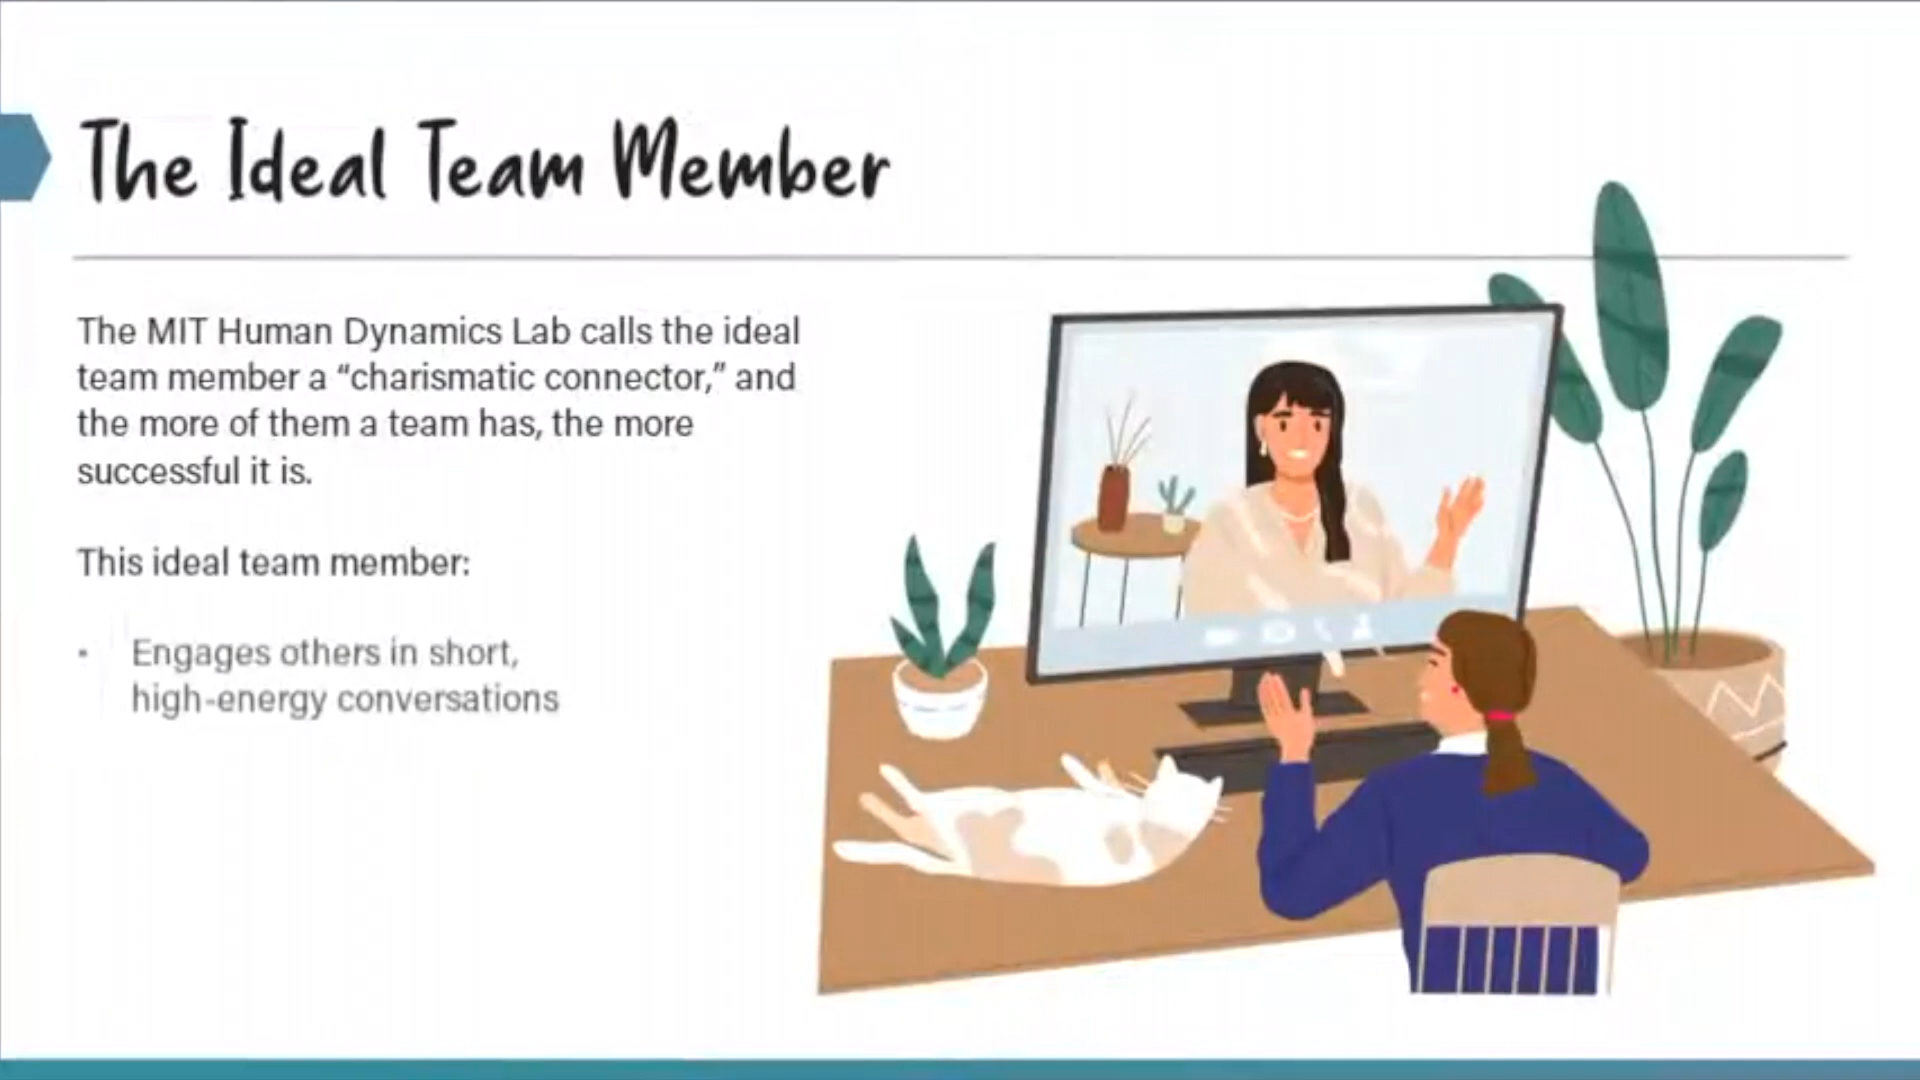 The Ideal Team Member
The MIT Human Dynamics Lab calls the ideal
team member a “charismatic connector,” and
the more of them a team has, the more
successful it is.
This ideal team member:
• Engages others in short,
high-energy conversations